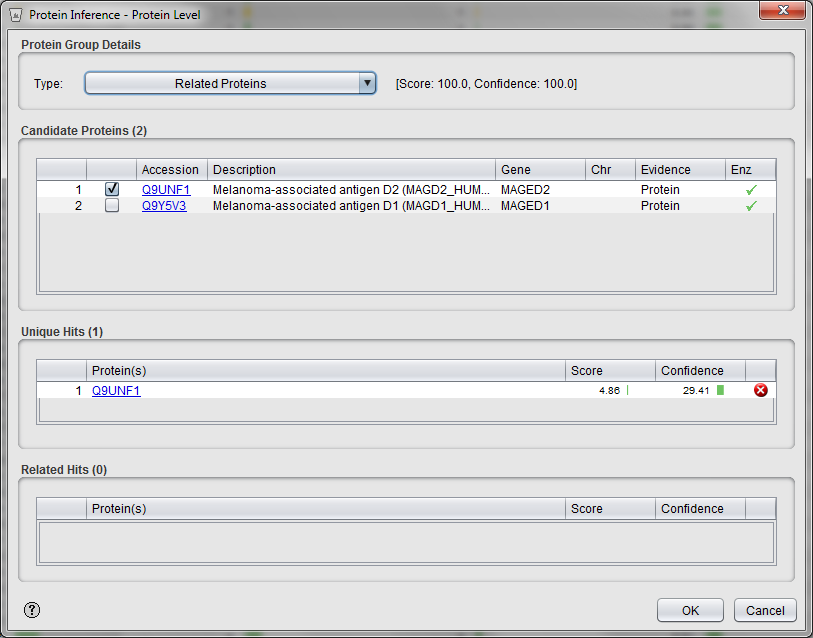 Protein Inference - Protein Level
Protein Group Details
Type: Related Proteins [Score: 100.0, Confidence: 100.0]
Candidate Proteins (2)
Accession Description Gene Chr Evidence Enz
1 Q9UNF1 Melanoma-associated antigen D2 (MAGD2_HUM... MAGED2 Protein
2 Q9Y5V3 Melanoma-associated antigen D1 (MAGD1_HUM... MAGED1 Protein
Unique Hits (1)
Protein(s) Score Confidence
1 Q9UNF1 4.86 29.41
Related Hits (0)
Protein(s) Score Confidence
? OK Cancel